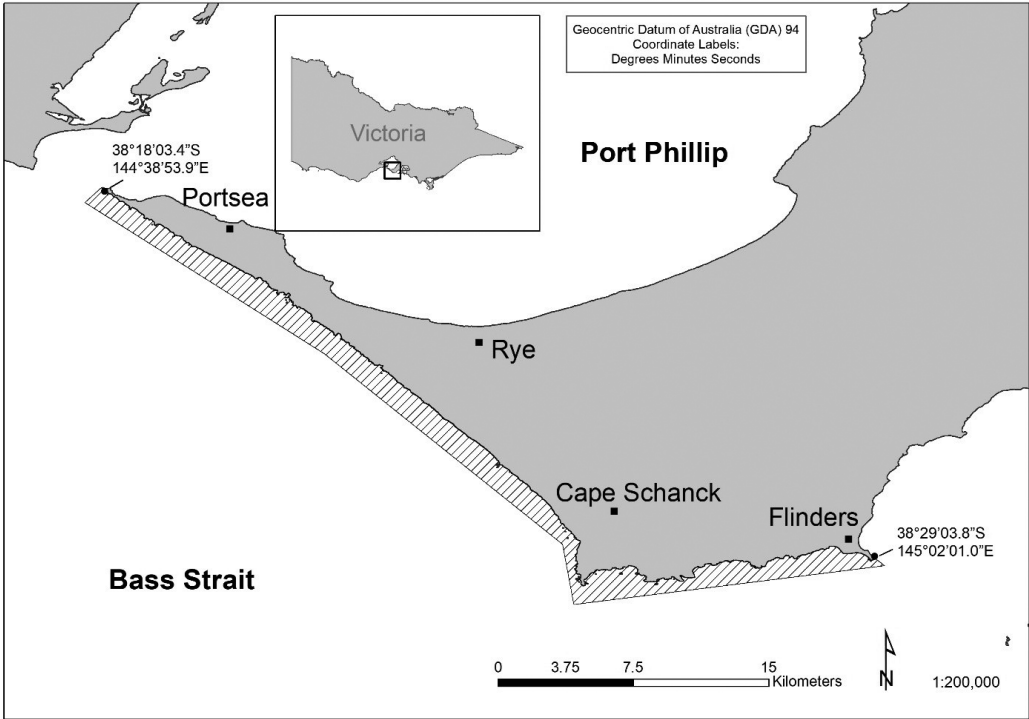 Geocentric Datum of Australia (GDA) 94
Coordinate Labels:
Degrees Minutes Seconds
Victoria
Port Phillip
38°18'03.4"S
144°38'53.9"E
Portsea
Rye
Cape Schanck
Flinders
38°29'03.8"S
145°02'01.0"E
Bass Strait
0 3.75 7.5 15
Kilometers
N
1:200,000